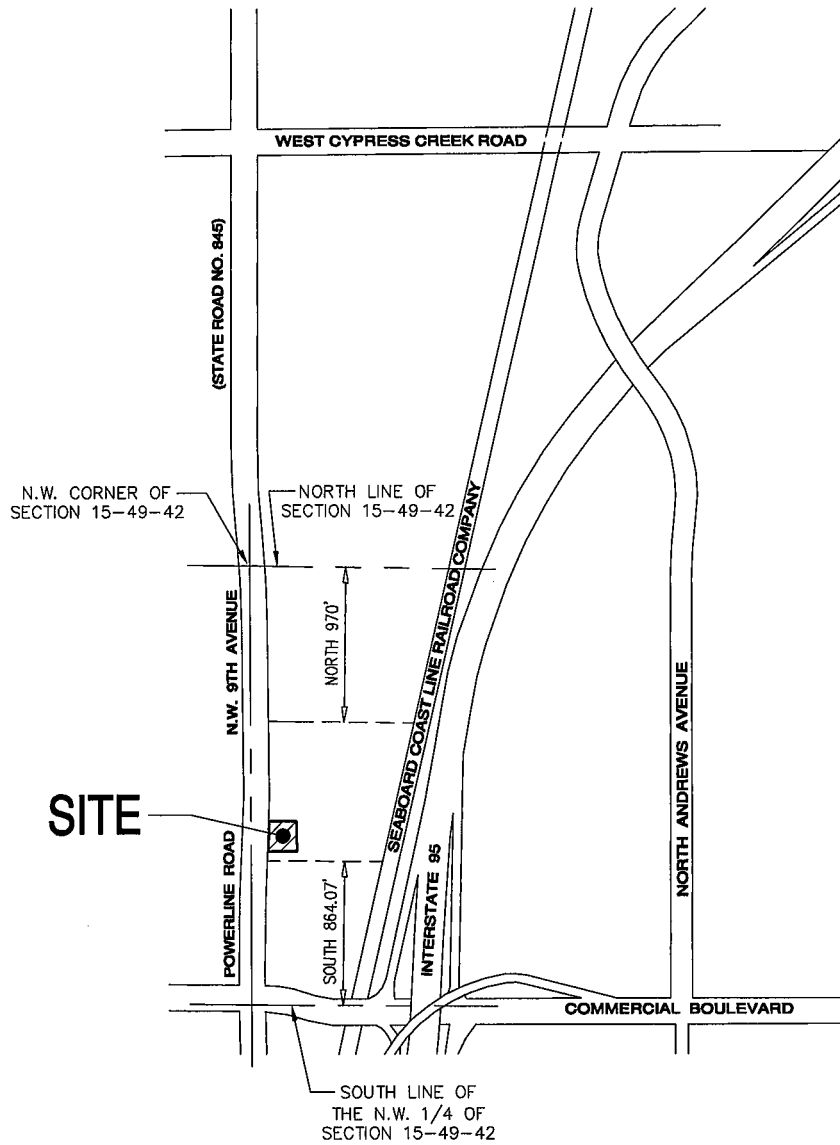 WEST CYPRESS CREEK ROAD
(STATE ROAD NO. 845)
N.W. CORNER OF
SECTION 15-49-42
NORTH LINE OF
SECTION 15-49-42
N.W. 9TH AVENUE
NORTH 970'
SEABOARD COAST LINE RAILROAD COMPANY
SITE
POWERLINE ROAD
SOUTH 864.07'
INTERSTATE 95
NORTH ANDREWS AVENUE
COMMERCIAL BOULEVARD
SOUTH LINE OF
THE N.W. 1/4 OF
SECTION 15-49-42